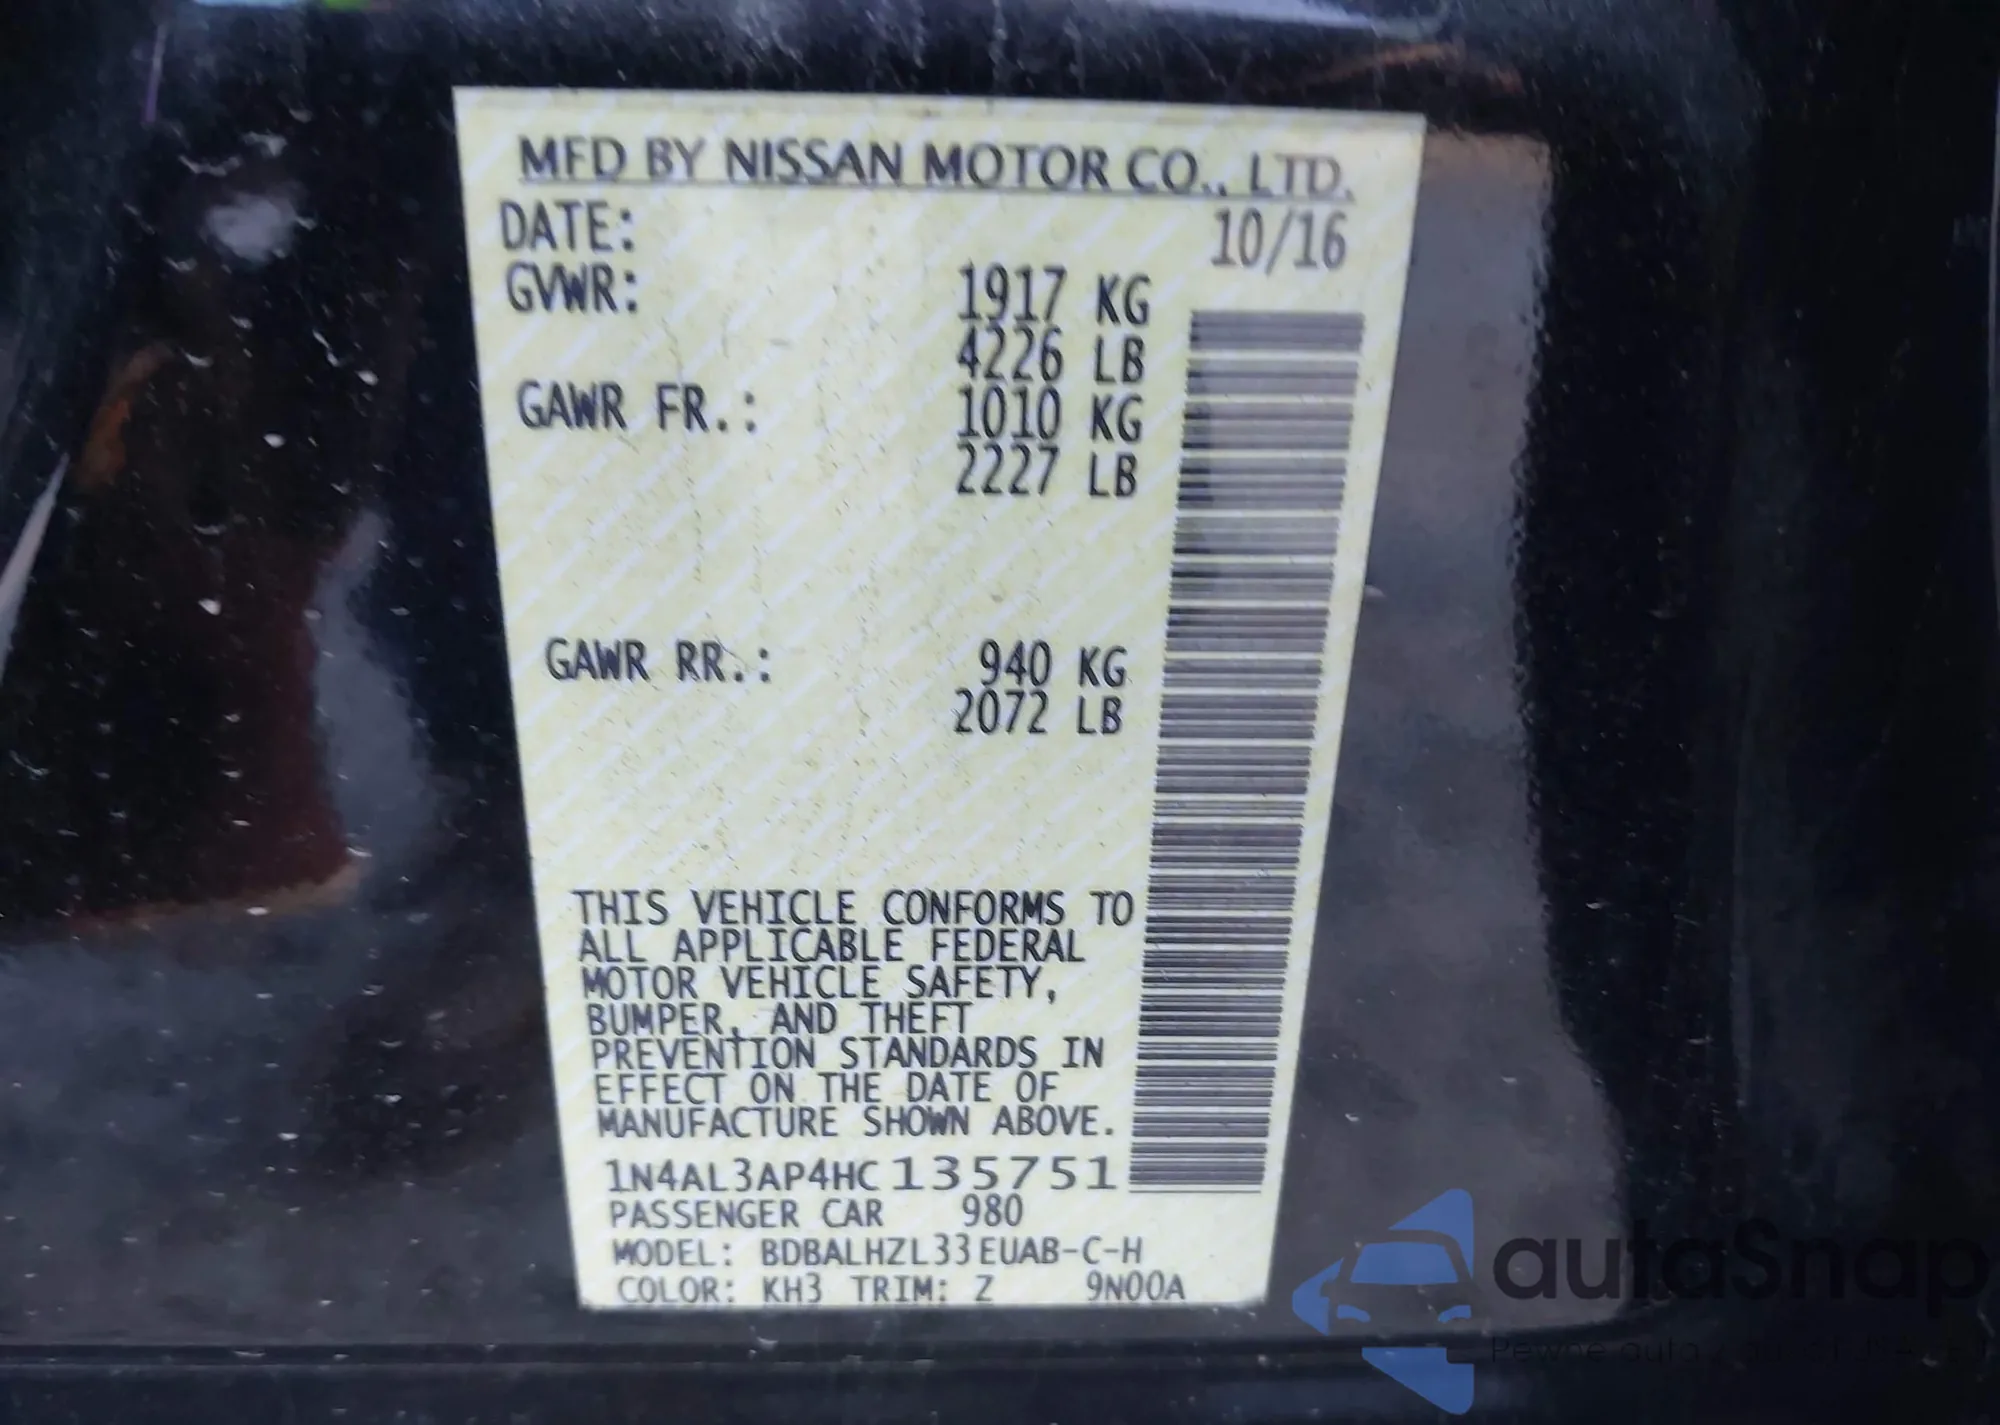 MFD BY NISSAN MOTOR CO., LTD.
DATE: 10/16
GVWR: 1917 KG
4226 LB
GAWR FR.: 1010 KG
2227 LB
GAWR RR.: 940 KG
2072 LB
THIS VEHICLE CONFORMS TO
ALL APPLICABLE FEDERAL
MOTOR VEHICLE SAFETY,
BUMPER, AND THEFT
PREVENTION STANDARDS IN
EFFECT ON THE DATE OF
MANUFACTURE SHOWN ABOVE.
1N4AL3AP4HC135751
PASSENGER CAR 980
MODEL: BDBALHZL33EUAB-C-H
COLOR: KH3 TRIM: Z 9N00A
autaSnap
Pewne auta z